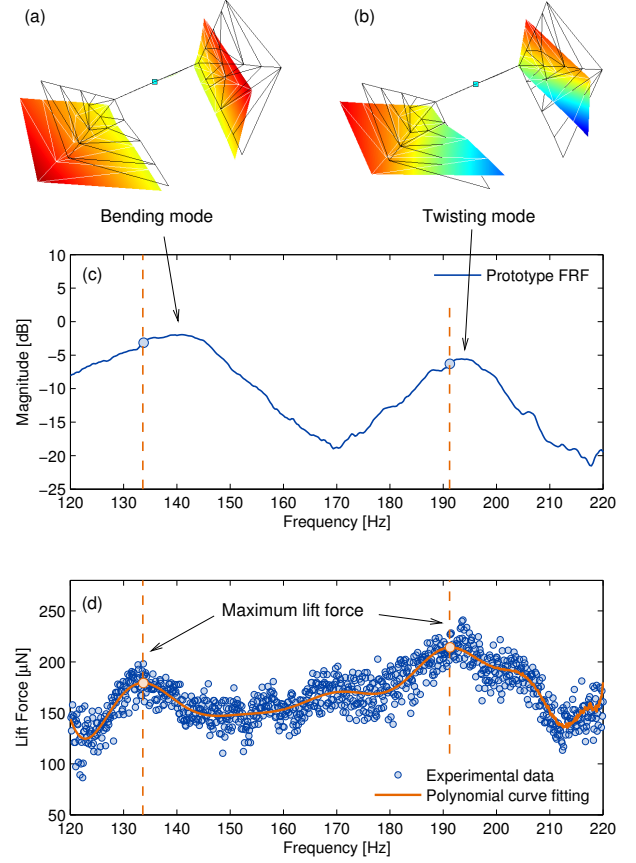 (a)
(b)
Bending mode
Twisting mode
(c)
Prototype FRF
10
5
0
−5
−10
−15
−20
−25
Magnitude [dB]
120 130 140 150 160 170 180 190 200 210 220
Frequency [Hz]
(d)
Maximum lift force
250
200
150
100
50
Lift Force [µN]
Experimental data
Polynomial curve fitting
120 130 140 150 160 170 180 190 200 210 220
Frequency [Hz]